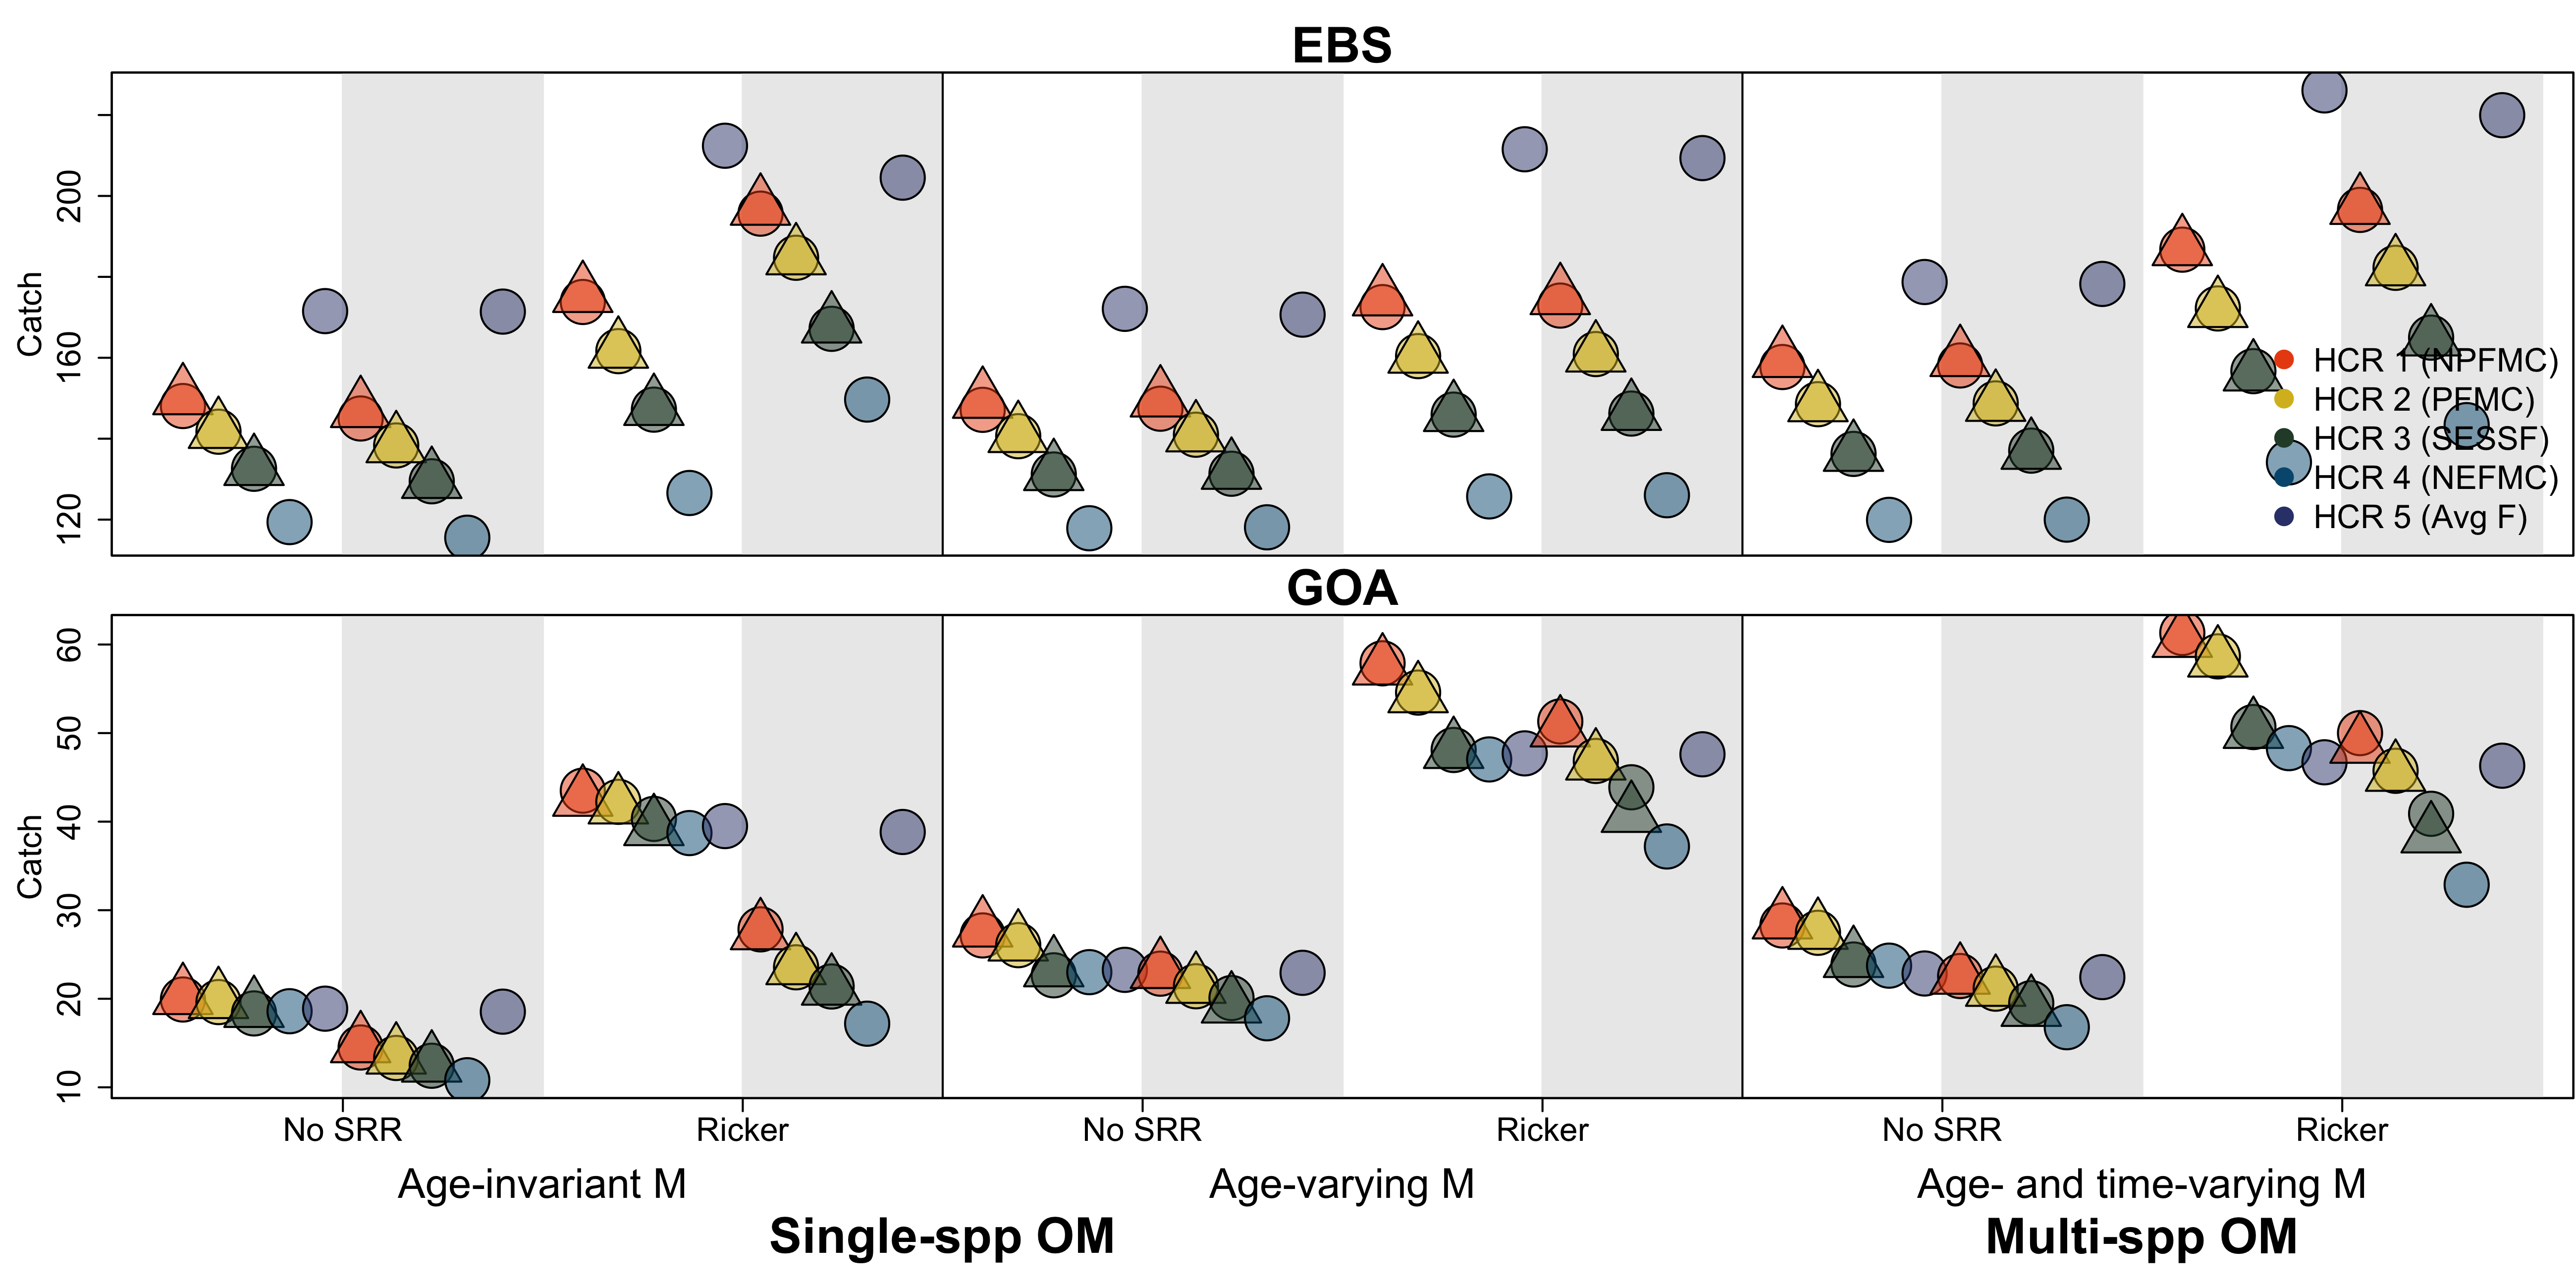 EBS
Catch
200
160
120
HCR 1 (NPFMC)
HCR 2 (PFMC)
HCR 3 (SESSF)
HCR 4 (NEFMC)
HCR 5 (Avg F)
GOA
Catch
60
50
40
30
20
10
No SRR Ricker No SRR Ricker No SRR Ricker
Age-invariant M Age-varying M Age- and time-varying M
Single-spp OM Multi-spp OM